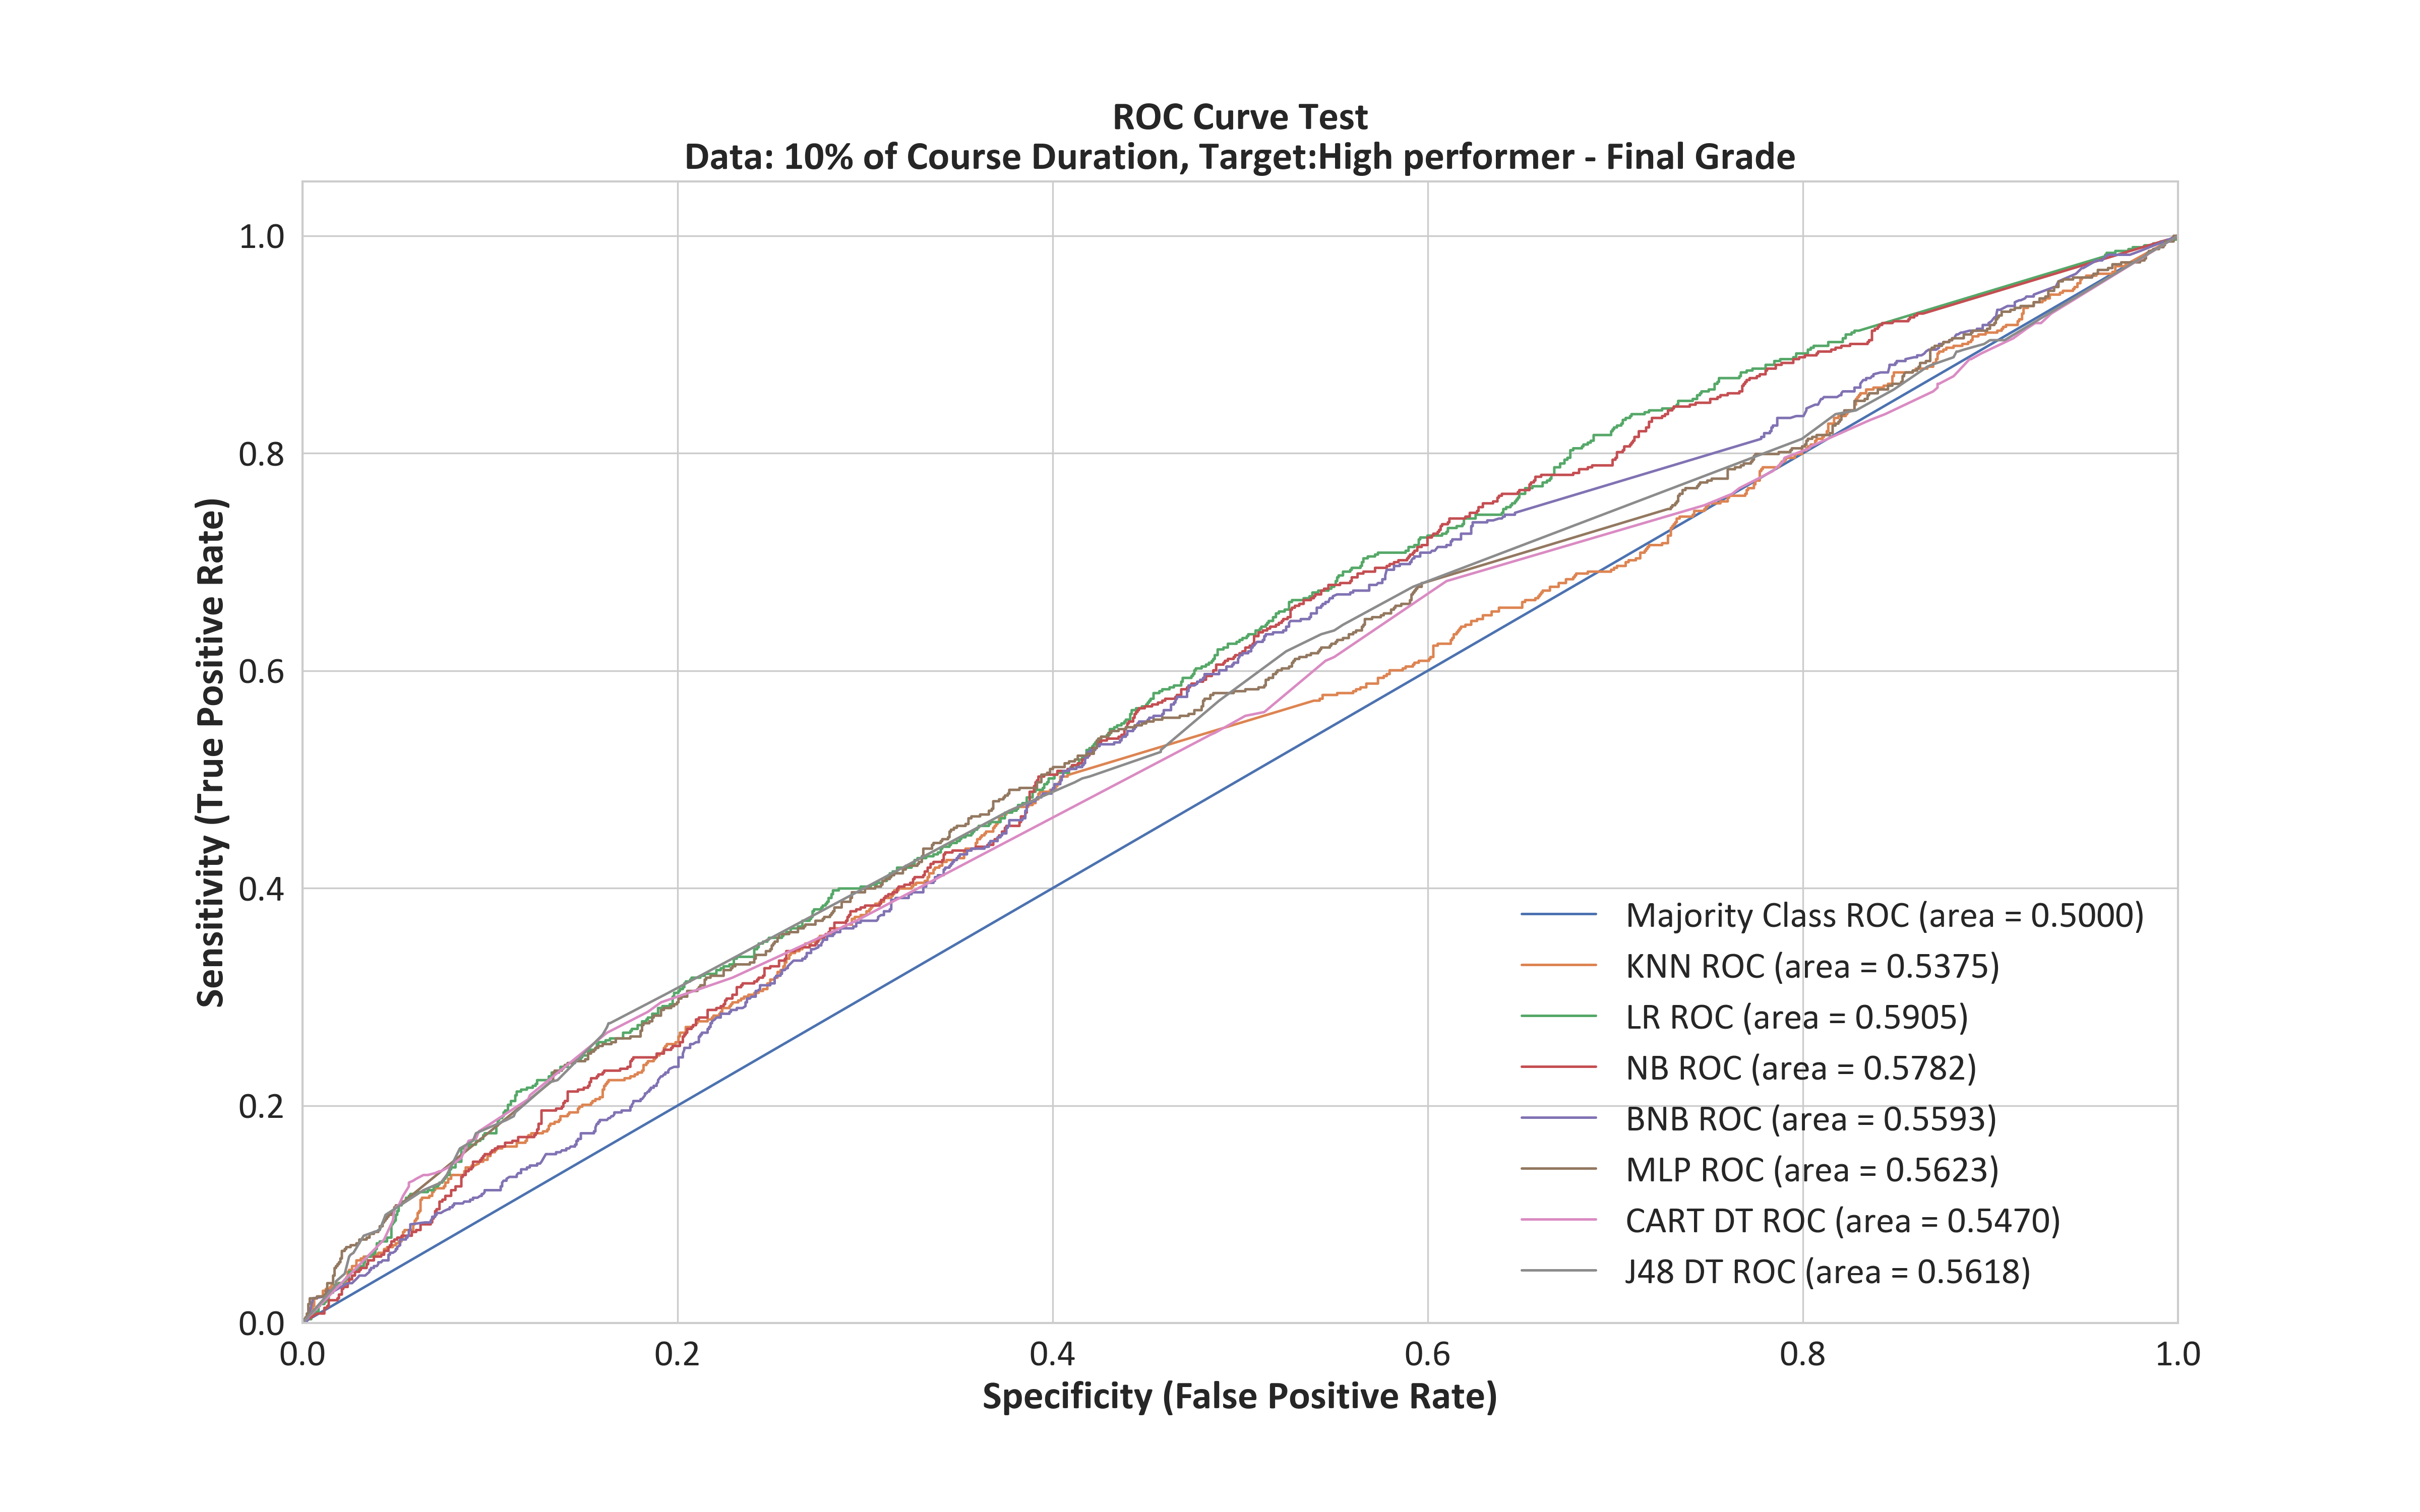 ROC Curve Test
Data: 10% of Course Duration, Target:High performer - Final Grade
Sensitivity (True Positive Rate)
1.0
0.8
0.6
0.4
0.2
0.0
Majority Class ROC (area = 0.5000)
KNN ROC (area = 0.5375)
LR ROC (area = 0.5905)
NB ROC (area = 0.5782)
BNB ROC (area = 0.5593)
MLP ROC (area = 0.5623)
CART DT ROC (area = 0.5470)
J48 DT ROC (area = 0.5618)
0.0 0.2 0.4 0.6 0.8 1.0
Specificity (False Positive Rate)